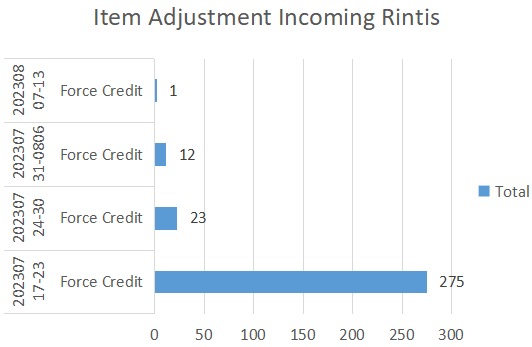 Item Adjustment Incoming Rintis
202308
07-13
Force Credit
1
202307
31-0806
Force Credit
12
202307
24-30
Force Credit
23
202307
17-23
Force Credit
275
Total
0 50 100 150 200 250 300